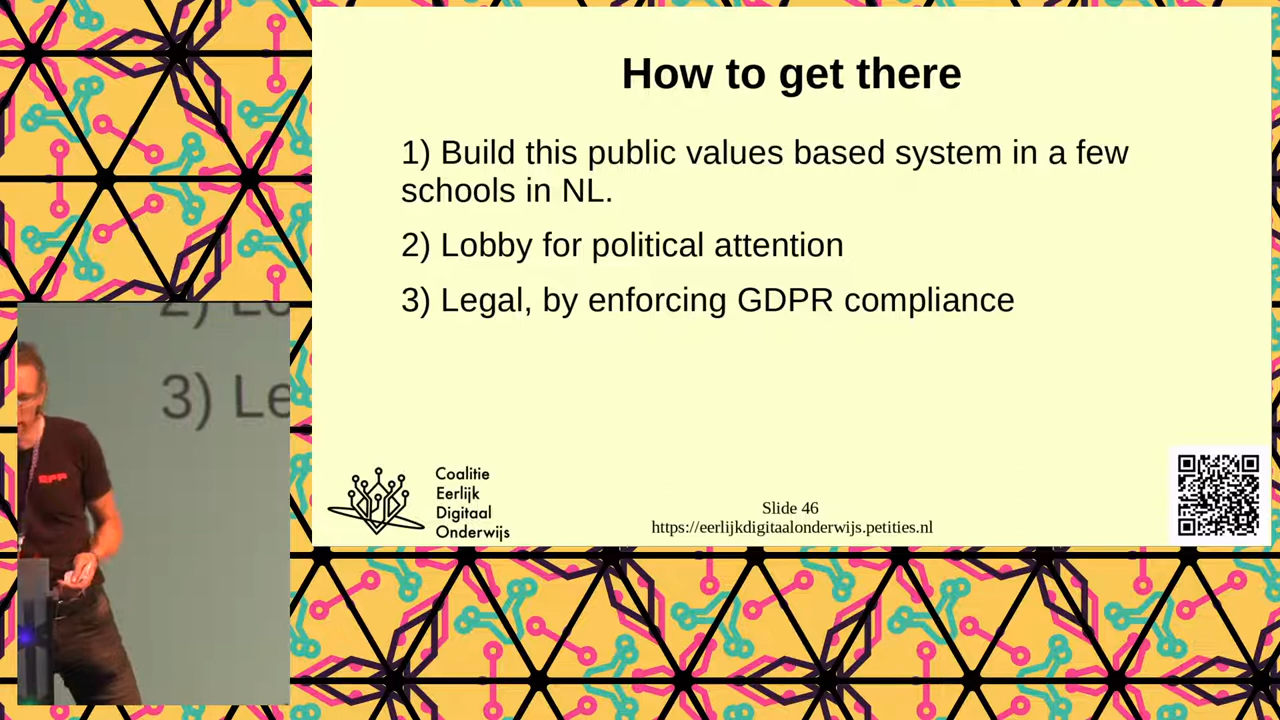 How to get there
1) Build this public values based system in a few
schools in NL.
2) Lobby for political attention
3) Legal, by enforcing GDPR compliance
Coalitie
Eerlijk
Digitaal
Onderwijs
Slide 46
https://eerlijkdigitaalonderwijs.petities.nl
3) Le